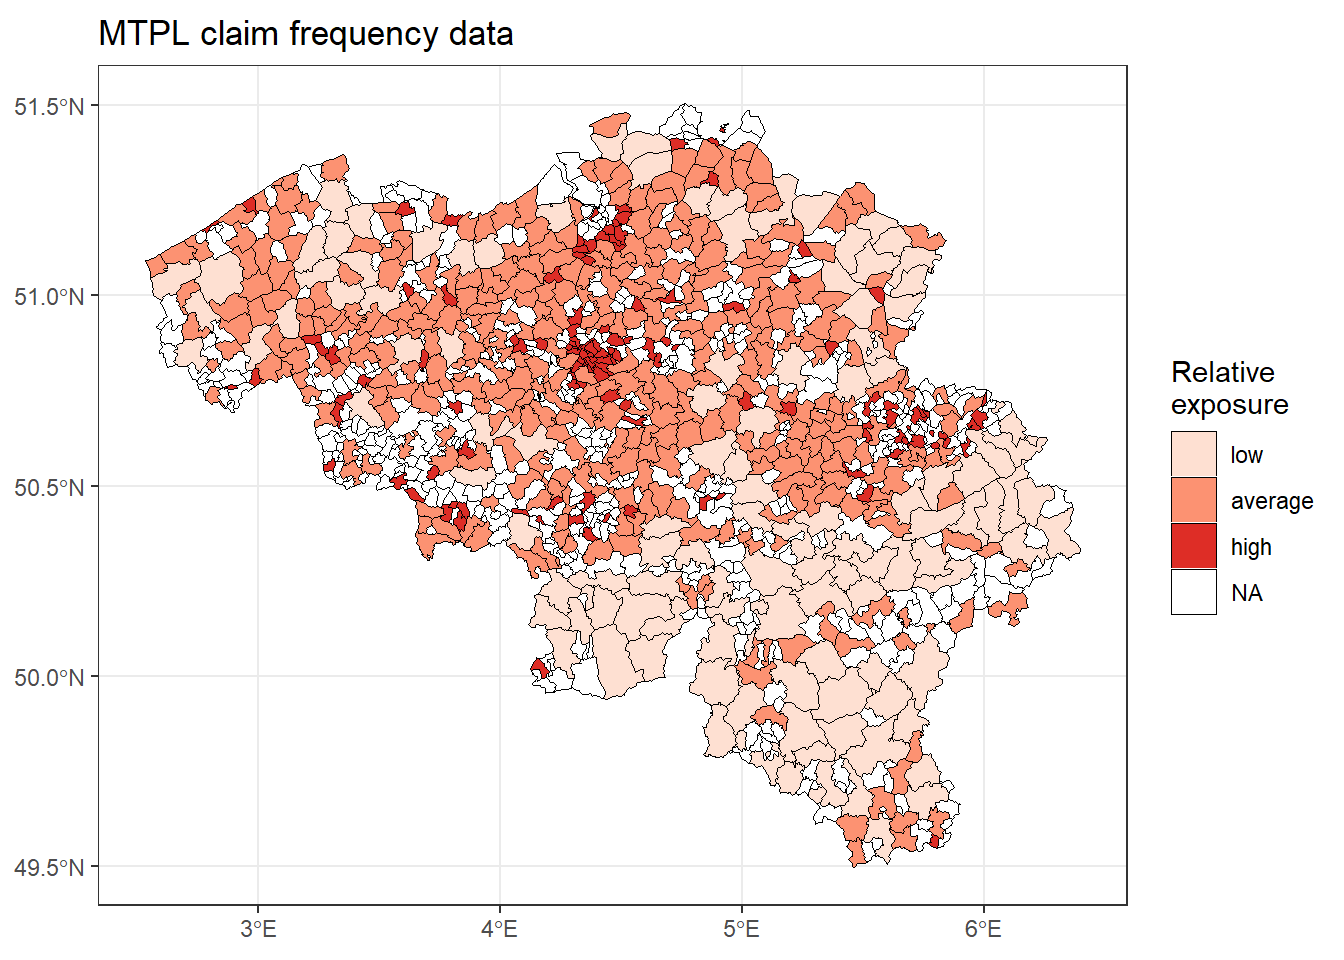 MTPL claim frequency data
51.5°N
51.0°N
50.5°N
50.0°N
49.5°N
3°E
4°E
5°E
6°E
Relative
exposure
low
average
high
NA